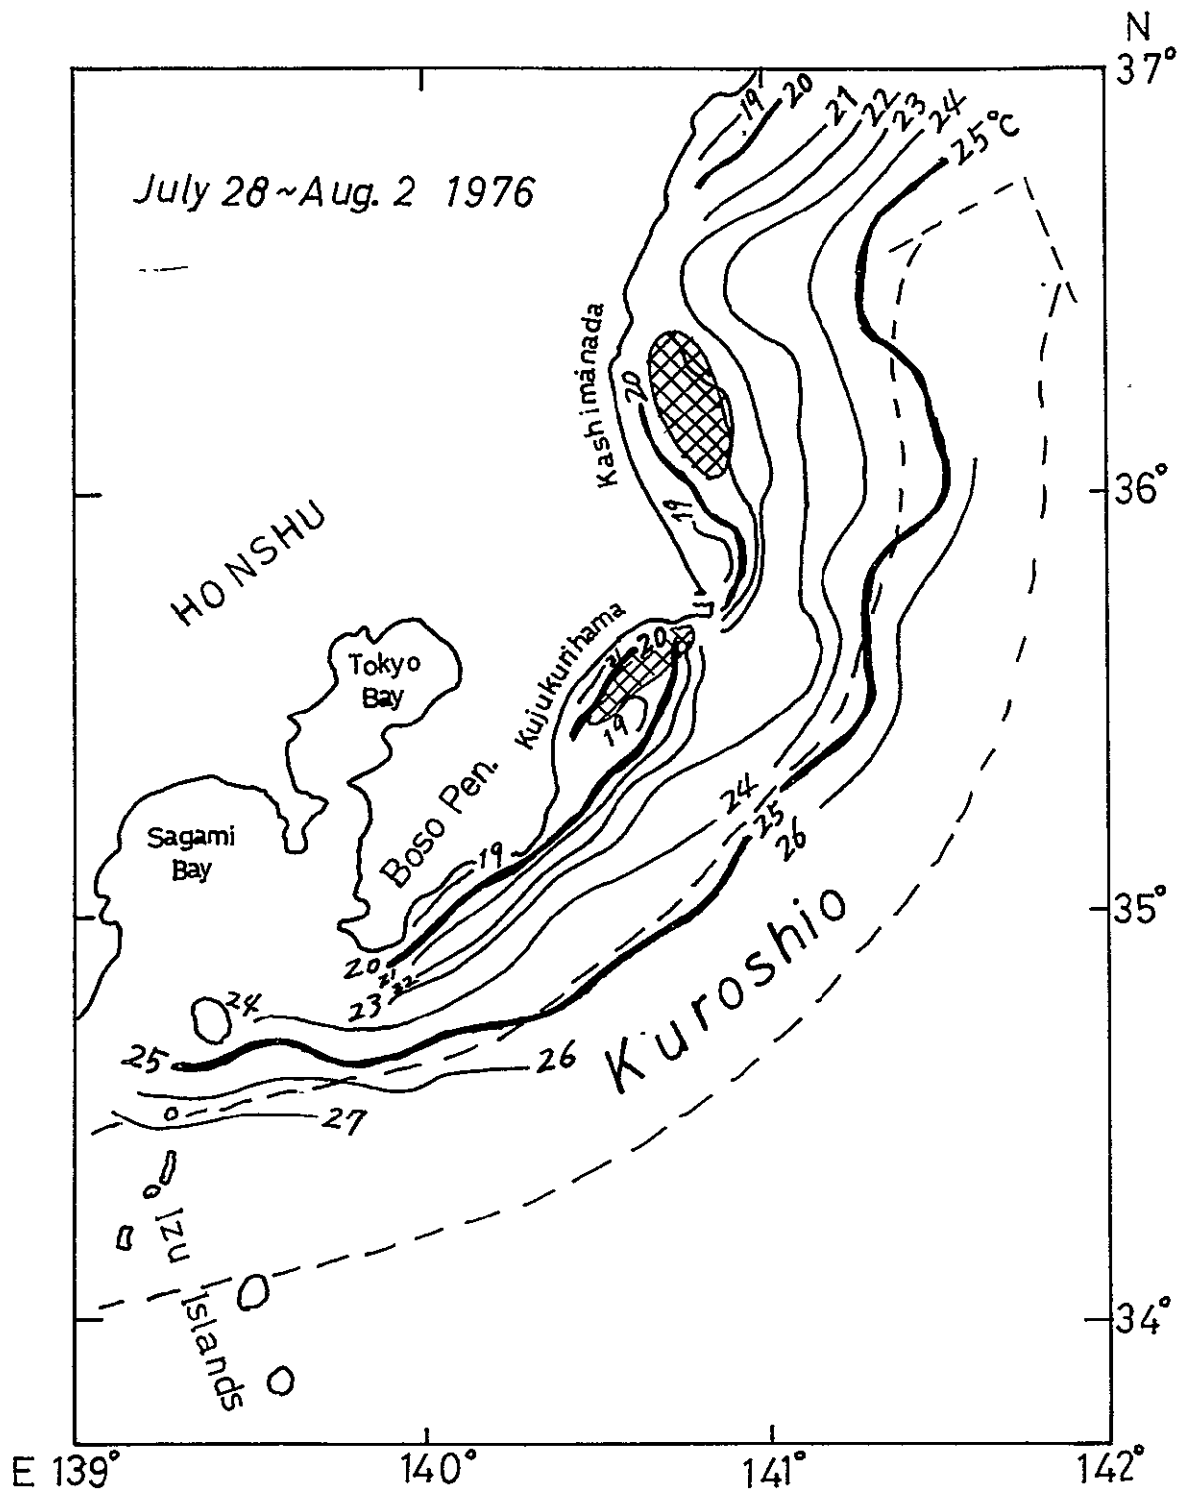 N
37°
19 20 21 22 23 24 25°C
July 28~Aug. 2 1976
Kashimanada
20
19
36°
HONSHU
Kujukurihama
21 20
19
Tokyo
Bay
Boso Pen.
24
25
26
Sagami
Bay
19
35°
Kuroshio
20
21
22
23
24
25
26
27
Izu Islands
34°
E 139° 140° 141° 142°